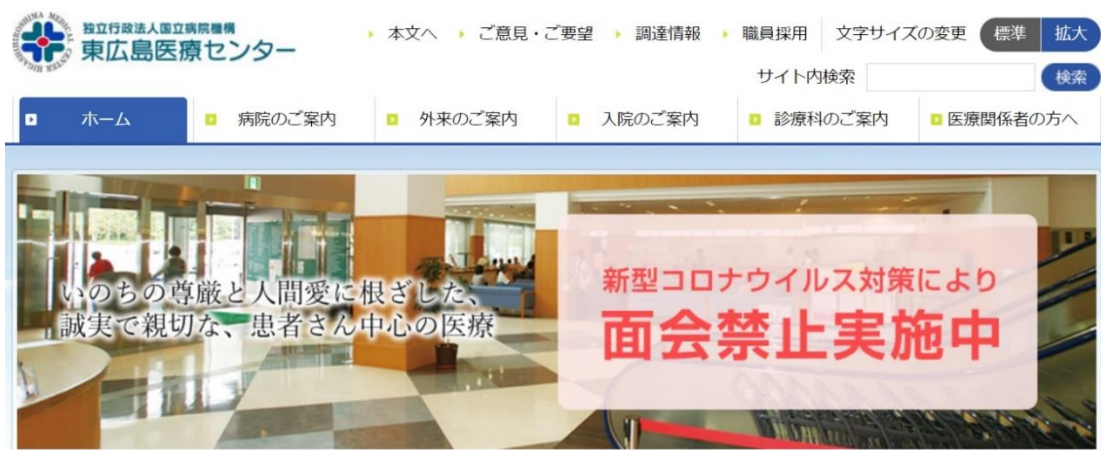 独立行政法人国立病院機構
東広島医療センター
本文へ ご意見・ご要望 調達情報 職員採用 文字サイズの変更 標準 拡大
サイト内検索 検索
ホーム 病院のご案内 外来のご案内 入院のご案内 診療科のご案内 医療関係者の方へ
いのちの尊厳と人間愛に根ざした、
誠実で親切な、患者さん中心の医療
新型コロナウイルス対策により
面会禁止実施中